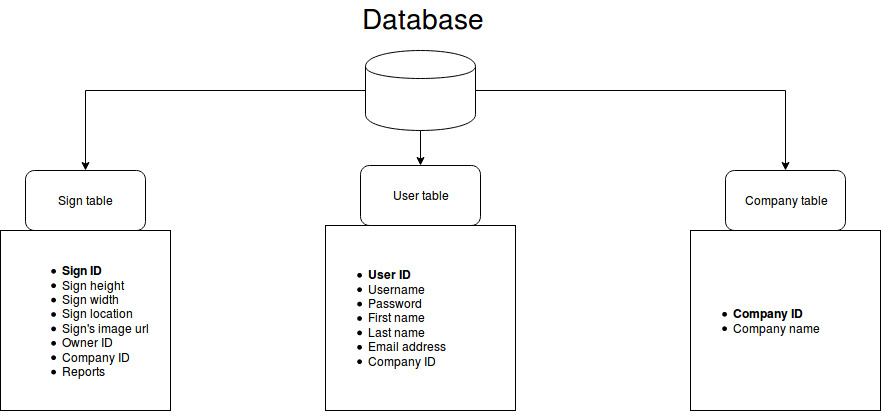 Database
Sign table
User table
Company table
Sign ID
Sign height
Sign width
Sign location
Sign's image url
Owner ID
Company ID
Reports
User ID
Username
Password
First name
Last name
Email address
Company ID
Company ID
Company name